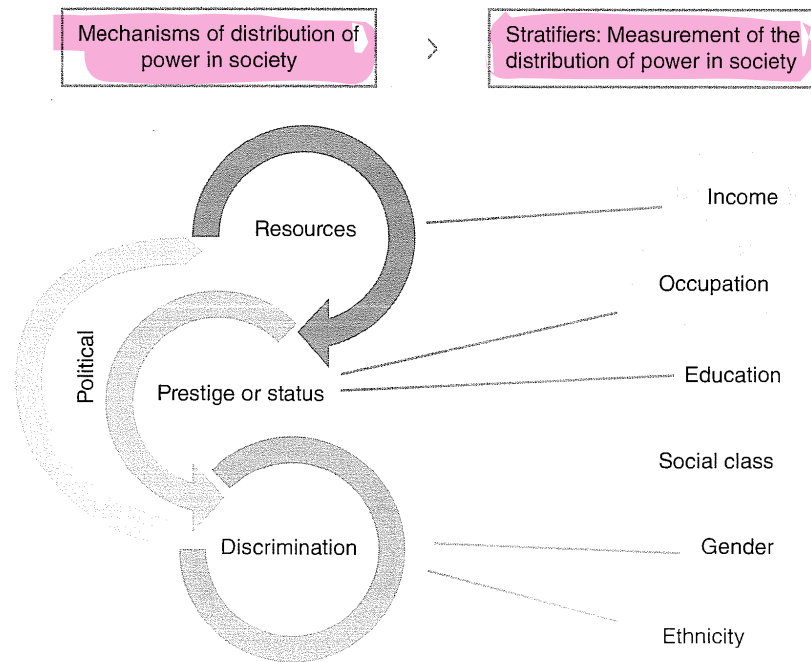 Mechanisms of distribution of
power in society
>
Stratifiers: Measurement of the
distribution of power in society
Resources
Income
Occupation
Political
Prestige or status
Education
Social class
Discrimination
Gender
Ethnicity